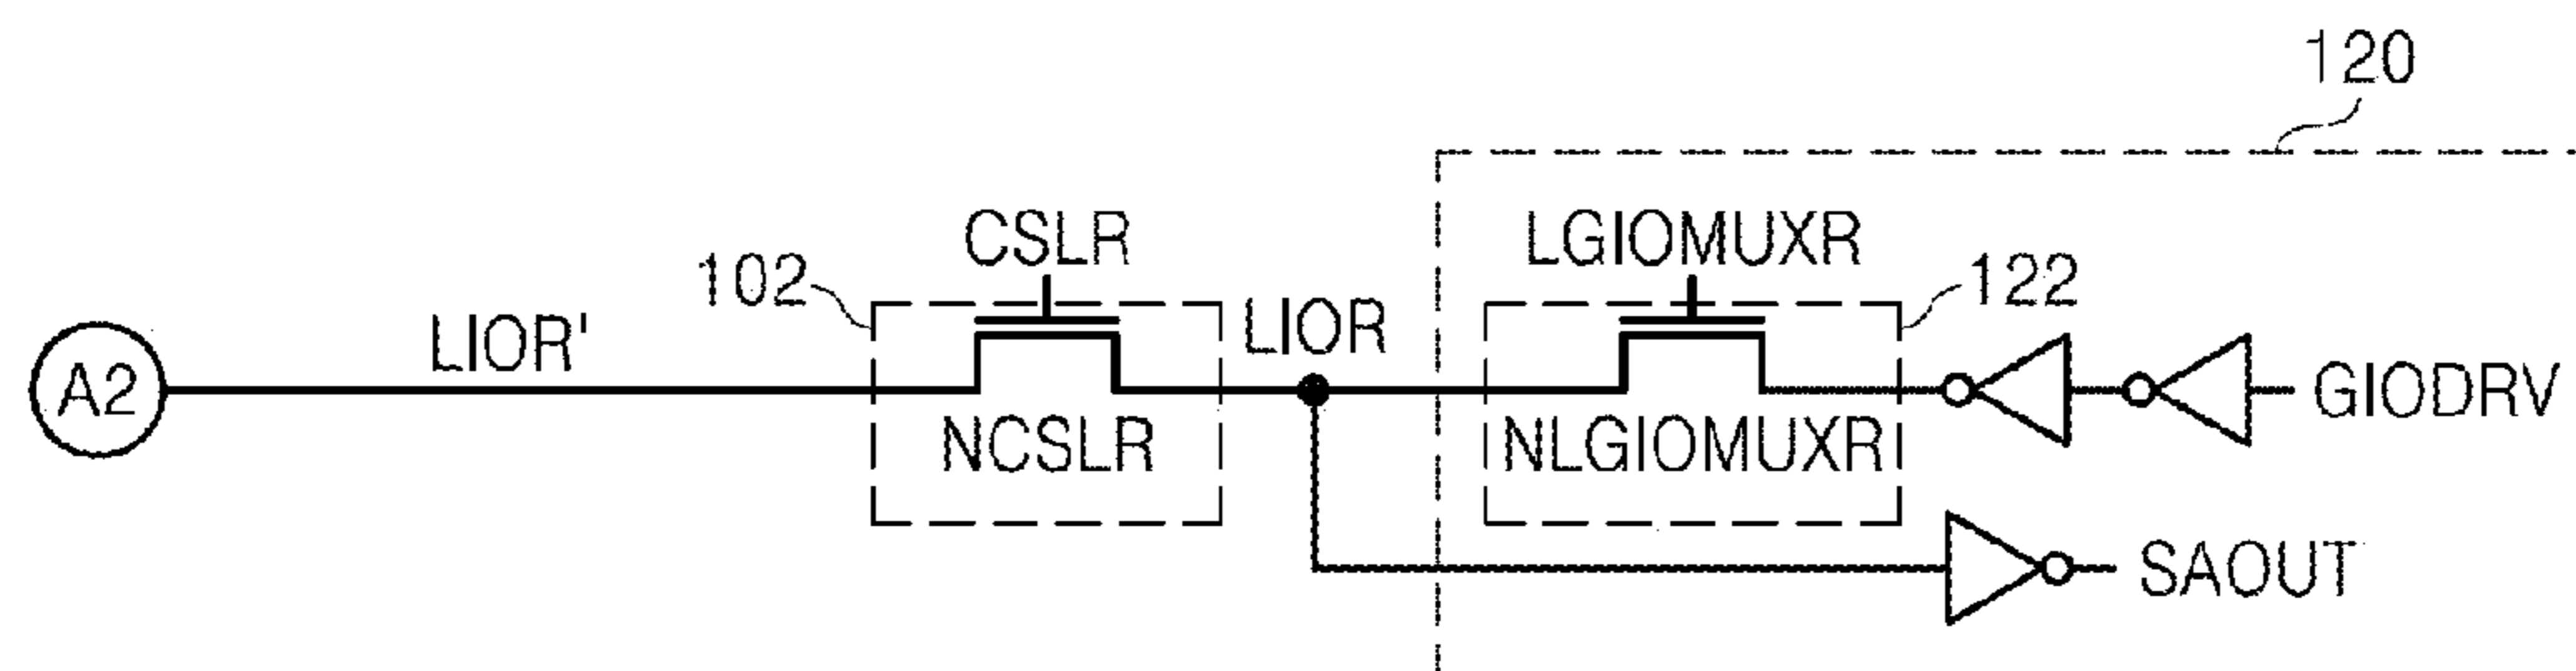 120
CSLR
LGIOMUXR
102
122
LIOR'
LIOR
A2
GIODRV
NCSLR
NLGIOMUXR
SAOUT